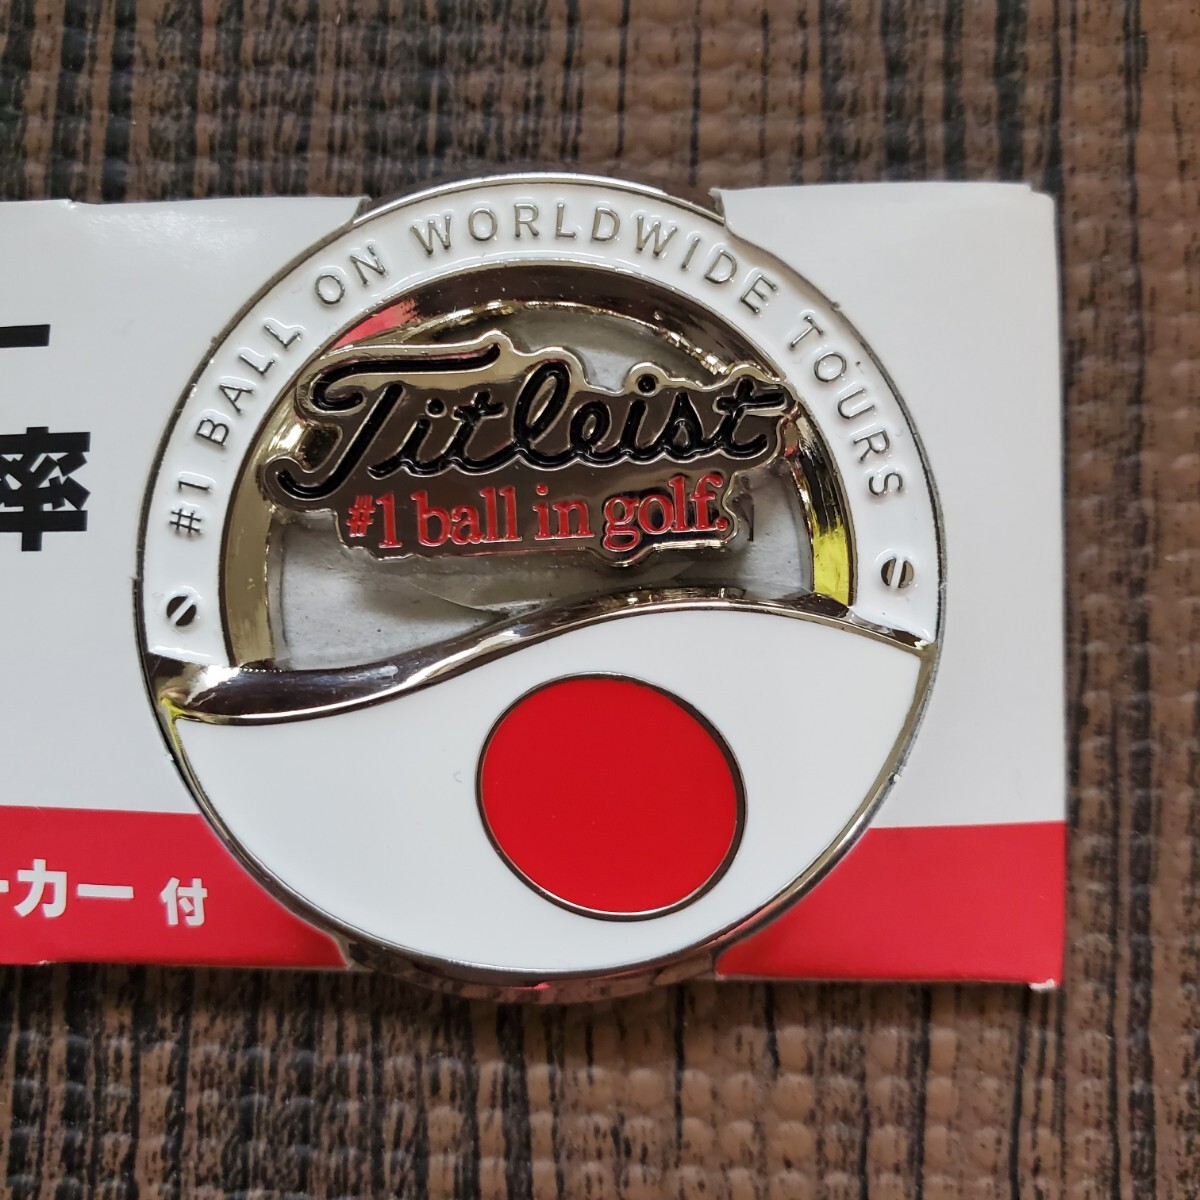 #1 BALL ON WORLDWIDE TOURS
Titleist
#1 ball in golf.
率
ーカー 付